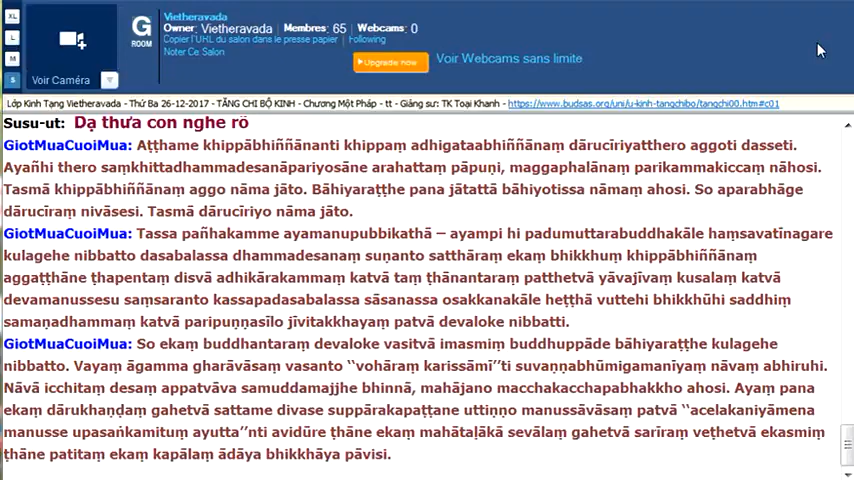 XL
L
M
S
Voir Caméra
G
ROOM
Vietheravada
Owner: Vietheravada Membres: 65 Webcams: 0
Copier l'URL du salon dans le presse papier | Following
Noter Ce Salon
Upgrade now
Voir Webcams sans limite
Lớp Kinh Tạng Vietheravada - Thứ Ba 26-12-2017 - TĂNG CHI BỘ KINH - Chương Một Pháp - tt - Giảng sư: TK Toại Khanh - https://www.budsas.org/uni/u-kinh-tangchibo/tangchi00.htm#c01
Susu-ut: Dạ thưa con nghe rõ
GiotMuaCuoiMua: Aṭṭhame khippābhiññānanti khippaṃ adhigataabhiññānaṃ dārucīriyatthero aggoti dasseti.
Ayañhi thero saṃkhittadhammadesanāpariyosāne arahattaṃ pāpuṇi, maggaphalānaṃ parikammakiccaṃ nāhosi.
Tasmā khippābhiññānaṃ aggo nāma jāto. Bāhiyaraṭṭhe pana jātattā bāhiyotissa nāmaṃ ahosi. So aparabhāge
dārucīraṃ nivāsesi. Tasmā dārucīriyo nāma jāto.
GiotMuaCuoiMua: Tassa pañhakamme ayamanupubbikathā – ayampi hi padumuttarabuddhakāle haṃsavatīnagare
kulagehe nibbatto dasabalassa dhammadesanaṃ suṇanto satthāraṃ ekaṃ bhikkhuṃ khippābhiññānaṃ
aggaṭṭhāne ṭhapentaṃ disvā adhikārakammaṃ katvā taṃ ṭhānantaraṃ patthetvā yāvajīvaṃ kusalaṃ katvā
devamanussesu saṃsaranto kassapadasabalassa sāsanassa osakkanakāle heṭṭhā vuttehi bhikkhūhi saddhiṃ
samaṇadhammaṃ katvā paripuṇṇasīlo jīvitakkhayaṃ patvā devaloke nibbatti.
GiotMuaCuoiMua: So ekaṃ buddhantaraṃ devaloke vasitvā imasmiṃ buddhuppāde bāhiyaraṭṭhe kulagehe
nibbatto. Vayaṃ āgamma gharāvāsaṃ vasanto ‘‘vohāraṃ karissāmī’’ti suvaṇṇabhūmigamanīyaṃ nāvaṃ abhiruhi.
Nāvā icchitaṃ desaṃ appatvāva samuddamajjhe bhinnā, mahājano macchakacchapabhakkho ahosi. Ayaṃ pana
ekaṃ dārukhaṇḍaṃ gahetvā sattame divase suppārakapaṭṭane uttiṇṇo manussāvāsaṃ patvā ‘‘acelakaniyāmena
manusse upasaṅkamituṃ ayutta’’nti avidūre ṭhāne ekaṃ mahātaḷākā sevālaṃ gahetvā sarīraṃ veṭhetvā ekasmiṃ
ṭhāne patitaṃ ekaṃ kapālaṃ ādāya bhikkhāya pāvisi.